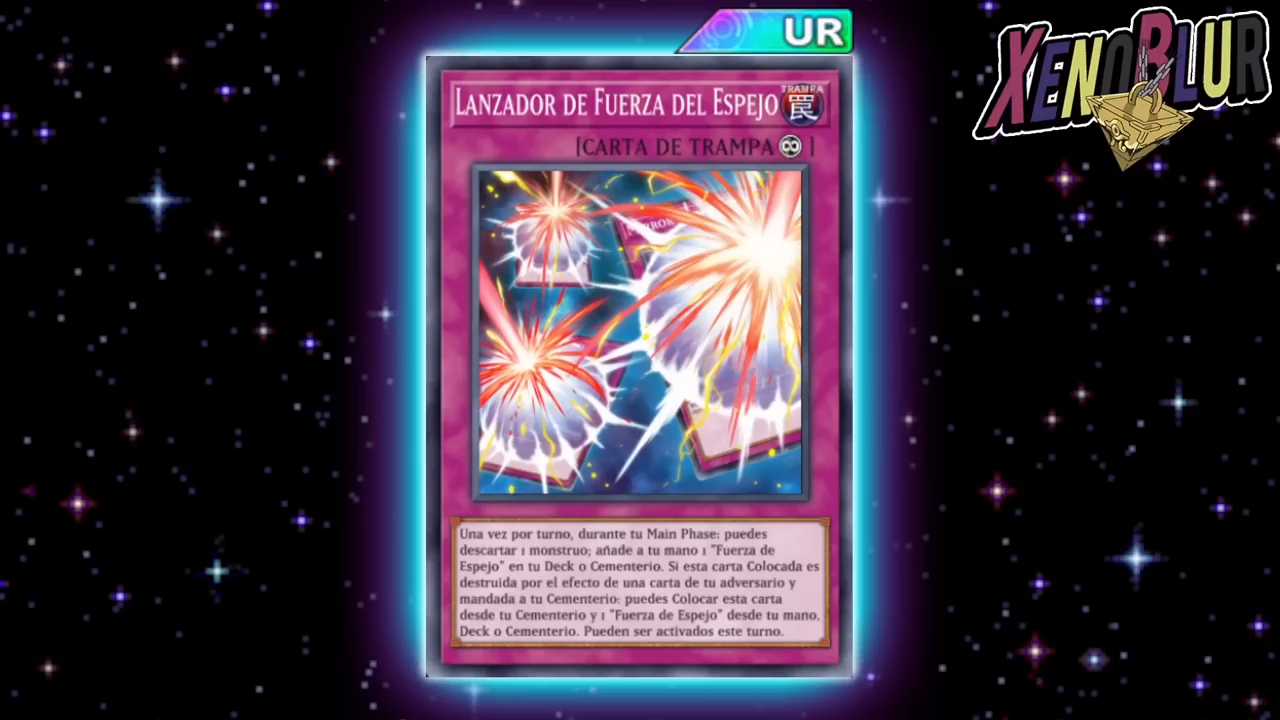 UR
XENOBLUR
LANZADOR DE FUERZA DEL ESPEJO
TRAMPA
罠
[CARTA DE TRAMPA ]
Una vez por turno, durante tu Main Phase: puedes
descartar 1 monstruo; añade a tu mano 1 "Fuerza de
Espejo" en tu Deck o Cementerio. Si esta carta Colocada es
destruida por el efecto de una carta de tu adversario y
mandada a tu Cementerio: puedes Colocar esta carta
desde tu Cementerio y 1 "Fuerza de Espejo" desde tu mano,
Deck o Cementerio. Pueden ser activados este turno.